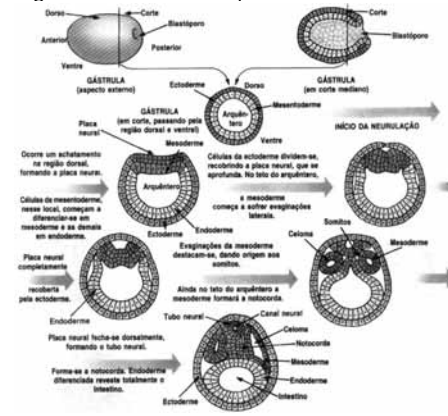 Dorso
Corte
Anterior
Blastóporo
Posterior
Ventre
GÁSTRULA
(aspecto externo)
Corte
Blastóporo
GÁSTRULA
(em corte mediano)
Ectoderme
Dorso
Arquên-
tero
Mesentoderme
Ventre
GÁSTRULA
(em corte, passando pela
região dorsal e ventral)
Placa
neural
Mesoderme
INÍCIO DA NEURULAÇÃO
Ocorre um achatamento
na região dorsal,
formando a placa neural.
Células da mesentoderme,
nesse local, começam a
diferenciar-se em
mesoderme e as demais
em endoderme.
Arquêntero
Ectoderme
Endoderme
Células da ectoderme dividem-se,
recobrindo a placa neural, que se
aprofunda. No teto do arquêntero,
a mesoderme
começa a sofrer evaginações
laterais.
Placa neural
completamente
recoberta
pela ectoderme.
Endoderme
Evaginações da mesoderme
destacam-se, dando origem aos
somitos.
Ainda no teto do arquêntero a
mesoderme formará a notocorda.
Somitos
Celoma
Mesoderme
Placa neural fecha-se dorsalmente,
formando o tubo neural.
Forma-se a notocorda. Endoderme
diferenciada reveste totalmente o
intestino.
Tubo neural
Canal neural
Celoma
Notocorda
Mesoderme
Endoderme
Intestino
Ectoderme